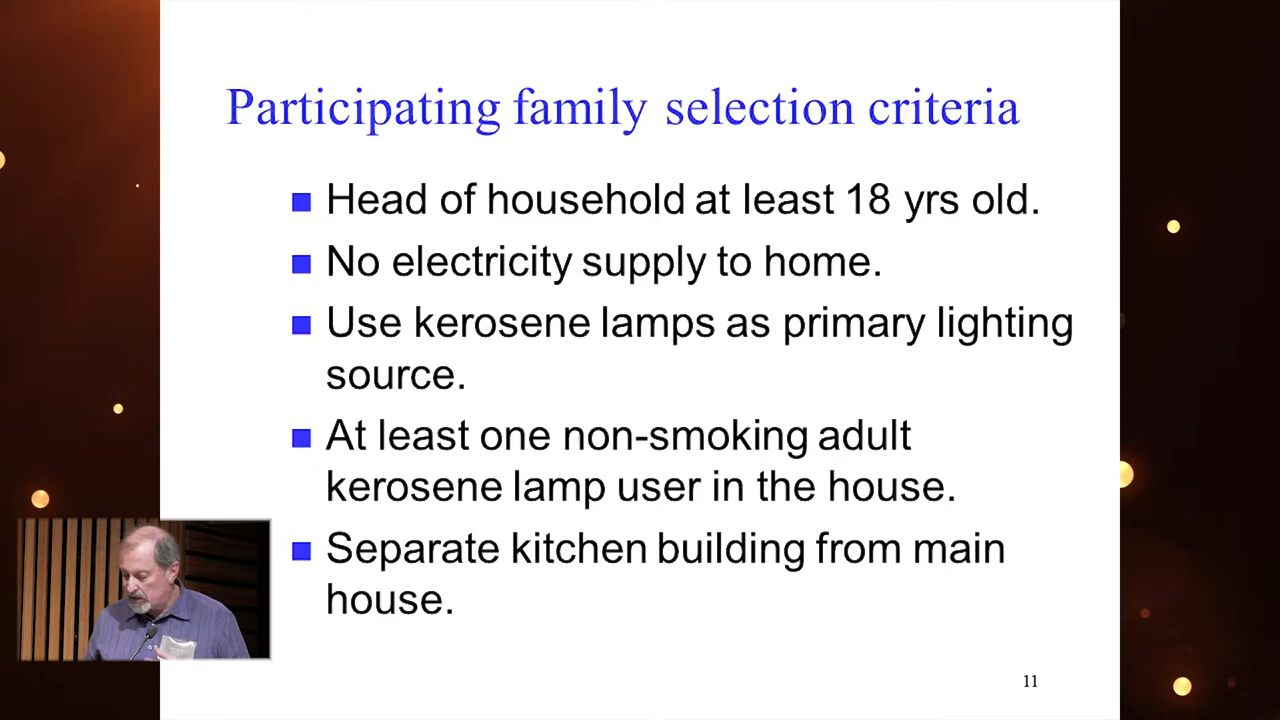 Participating family selection criteria
Head of household at least 18 yrs old.
No electricity supply to home.
Use kerosene lamps as primary lighting
source.
At least one non-smoking adult
kerosene lamp user in the house.
Separate kitchen building from main
house.
11